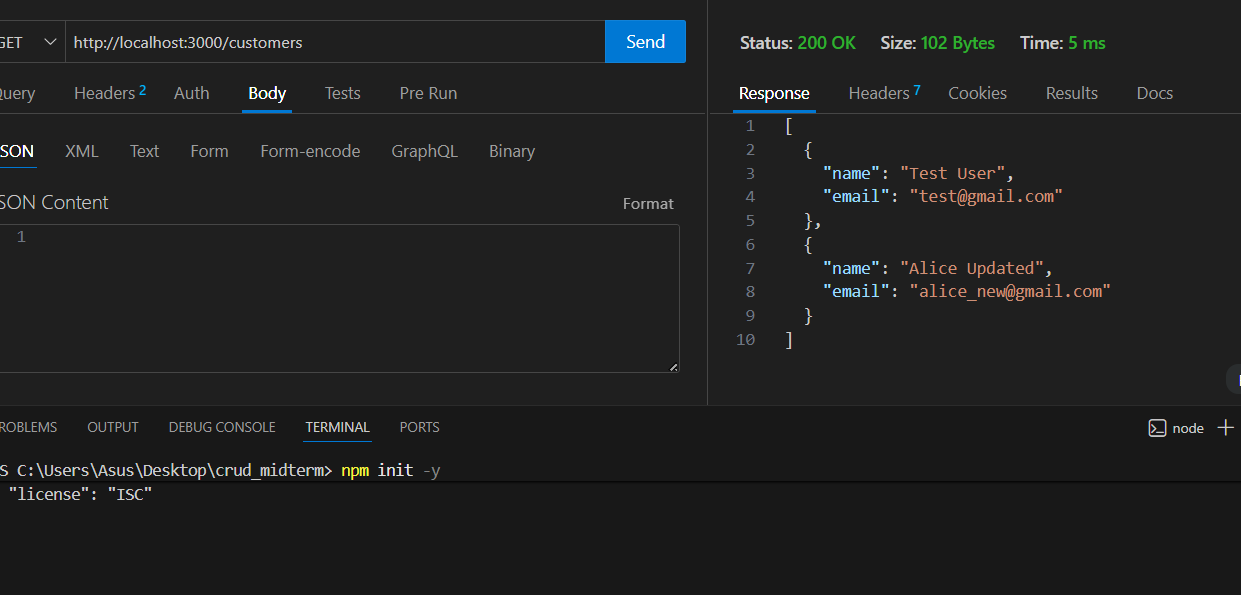 GET http://localhost:3000/customers Send
Query Headers 2 Auth Body Tests Pre Run
JSON XML Text Form Form-encode GraphQL Binary
JSON Content Format
1
Status: 200 OK Size: 102 Bytes Time: 5 ms
Response Headers 7 Cookies Results Docs
1 [
2 {
3 "name": "Test User",
4 "email": "test@gmail.com"
5 },
6 {
7 "name": "Alice Updated",
8 "email": "alice_new@gmail.com"
9 }
10 ]
PROBLEMS OUTPUT DEBUG CONSOLE TERMINAL PORTS node
PS C:\Users\Asus\Desktop\crud_midterm> npm init -y
"license": "ISC"